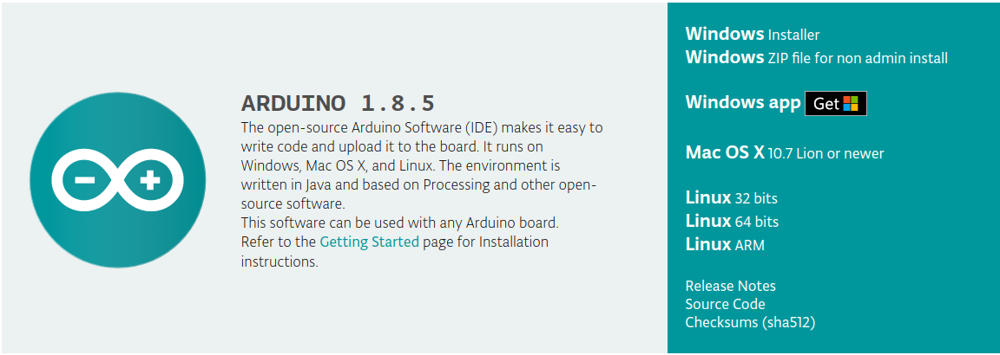 ARDUINO 1.8.5
The open-source Arduino Software (IDE) makes it easy to
write code and upload it to the board. It runs on
Windows, Mac OS X, and Linux. The environment is
written in Java and based on Processing and other open-
source software.
This software can be used with any Arduino board.
Refer to the Getting Started page for Installation
instructions.
Windows Installer
Windows ZIP file for non admin install
Windows app Get
Mac OS X 10.7 Lion or newer
Linux 32 bits
Linux 64 bits
Linux ARM
Release Notes
Source Code
Checksums (sha512)